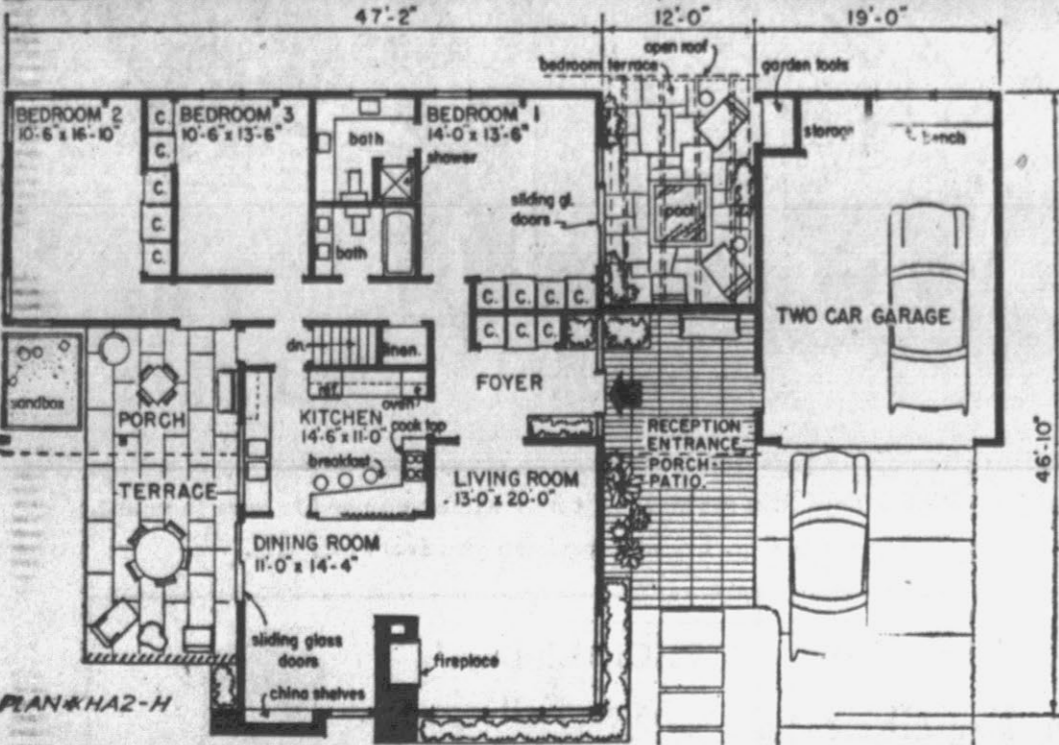 47'-2" 12'-0" 19'-0"
open roof
bedroom terrace
garden tools
BEDROOM 2
10'-6" x 16'-10"
C.
C.
C.
C.
C.
BEDROOM 3
10'-6" x 13'-6"
bath
BEDROOM 1
14'-0" x 13'-6"
shower
storage
bench
sliding gl.
doors
pool
bath
C. C. C. C.
C. C. C.
TWO CAR GARAGE
dn.
linen.
FOYER
ref.
oven
sandbox
PORCH
KITCHEN
14'-6" x 11'-0"
cook top
breakfast
RECEPTION
ENTRANCE
PORCH
PATIO.
46'-10"
TERRACE
LIVING ROOM
13'-0" x 20'-0"
DINING ROOM
11'-0" x 14'-4"
sliding glass
doors
fireplace
china shelves
PLAN * HA2-H